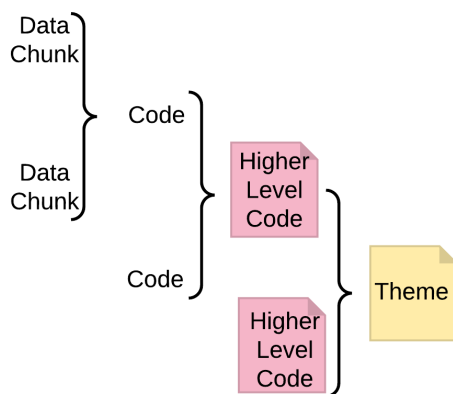 Data
Chunk
Data
Chunk
Code
Code
Higher
Level
Code
Higher
Level
Code
Theme